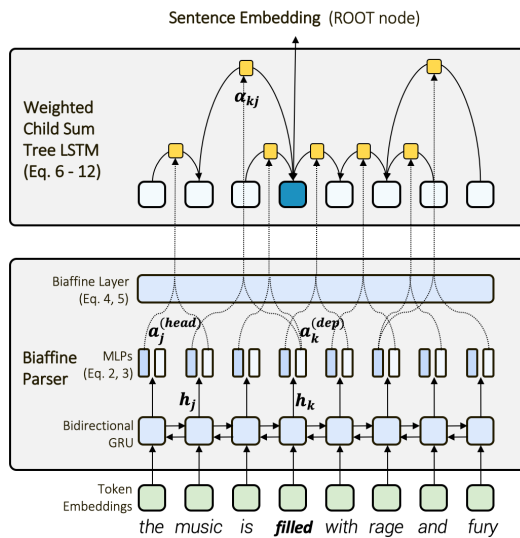 Sentence Embedding (ROOT node)
Weighted
Child Sum
Tree LSTM
(Eq. 6 - 12)
α_kj
Biaffine Layer
(Eq. 4, 5)
a_j^(head)
a_k^(dep)
Biaffine
Parser
MLPs
(Eq. 2, 3)
h_j
h_k
Bidirectional
GRU
Token
Embeddings
the music is filled with rage and fury